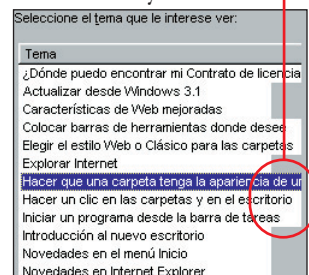 Seleccione el tema que le interese ver:
Tema
¿Dónde puedo encontrar mi Contrato de licencia
Actualizar desde Windows 3.1
Características de Web mejoradas
Colocar barras de herramientas donde desee
Elegir el estilo Web o Clásico para las carpetas
Explorar Internet
Hacer que una carpeta tenga la apariencia de un
Hacer un clic en las carpetas y en el escritorio
Iniciar un programa desde la barra de tareas
Introducción al nuevo escritorio
Novedades en el menú Inicio
Novedades en Internet Explorer